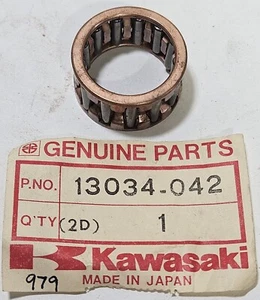 GENUINE PARTS
P.NO. 13034-042
Q'TY (2D) 1
Kawasaki
979 MADE IN JAPAN